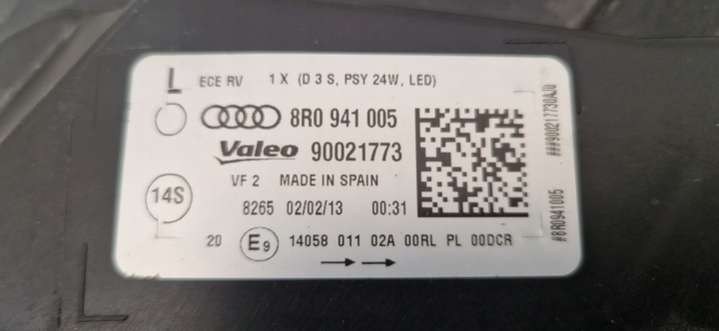 L ECE RV 1 X (D 3 S, PSY 24W, LED)
8R0 941 005
Valeo 90021773
VF 2 MADE IN SPAIN
14S
8265 02/02/13 00:31
20 E9 14058 011 02A 00RL PL 00DCR
###900217730AJ0
#8R0941005